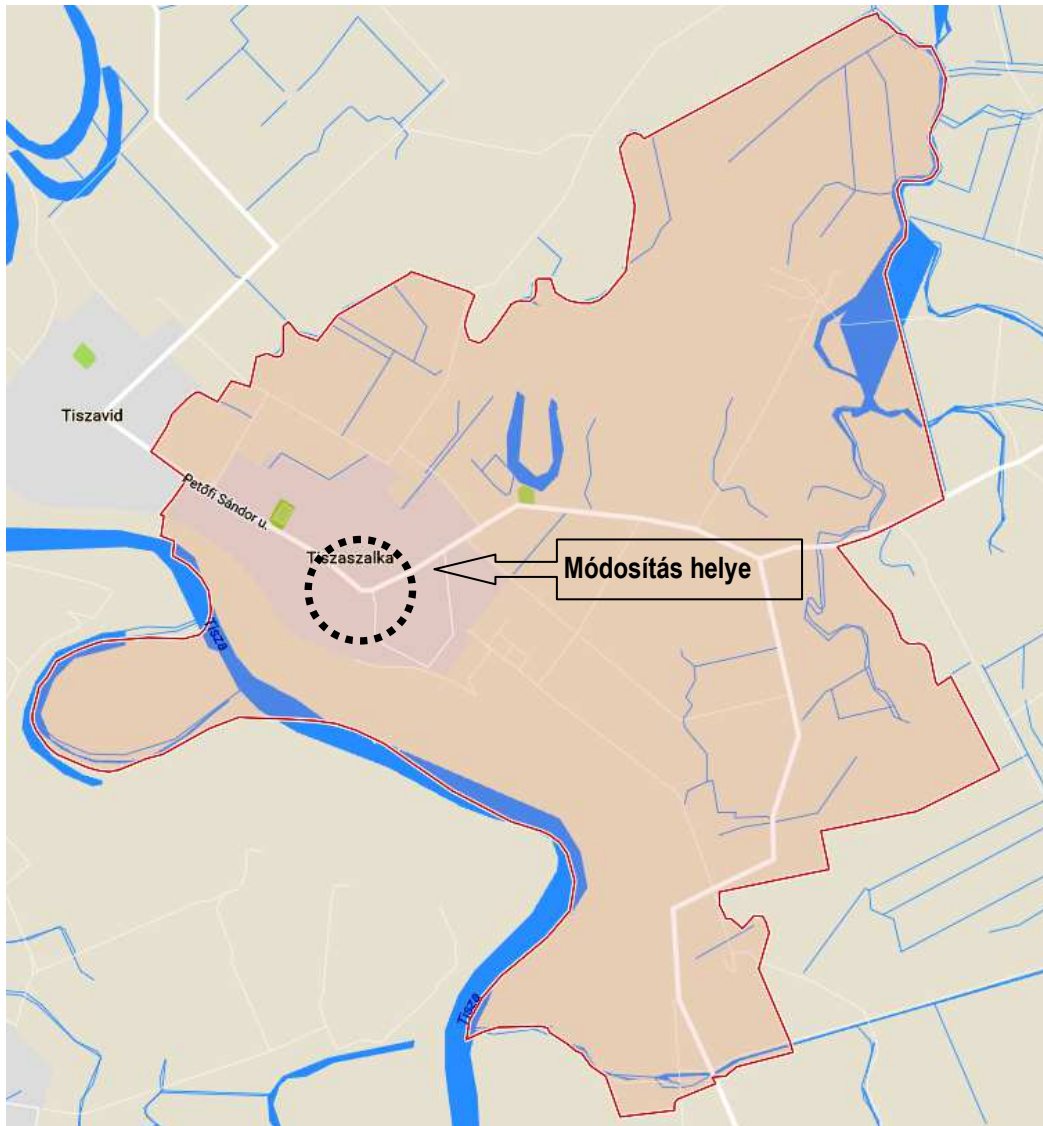 Tiszavid
Petőfi Sándor u.
Tiszaszalka
Módosítás helye
Tisza
Tisza